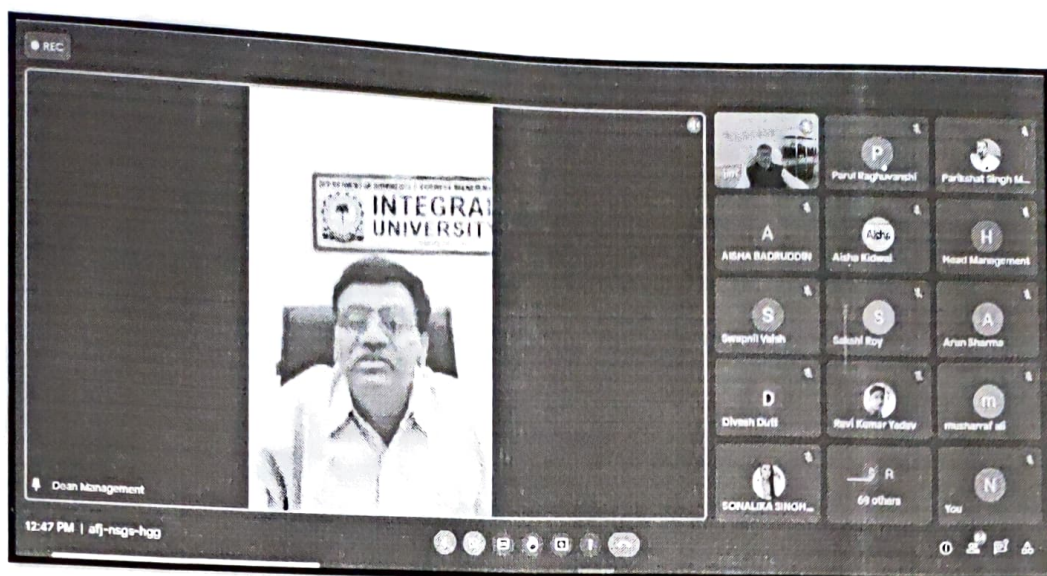 REC
INTEGRAL
UNIVERSITY
Dean Management
12:47 PM | afj-nsgs-hgg
P
Parul Raghuvanshi
Parikshat Singh M...
A
AISHA BADRUDDIN
Aisha
Aisha Kidwai
H
Head Management
S
Swapnil Vaish
S
Sakshi Roy
A
Arun Sharma
D
Divesh Dutt
Ravi Kumar Yadav
m
musharraf ali
SONALIKA SINGH...
S R
69 others
N
You